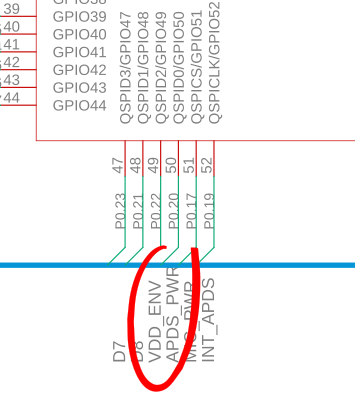 39
40
41
42
43
44
GPIO39
GPIO40
GPIO41
GPIO42
GPIO43
GPIO44
QSPID3/GPIO47
QSPID1/GPIO48
QSPID2/GPIO49
QSPID0/GPIO50
QSPICS/GPIO51
QSPICLK/GPIO52
47
48
49
50
51
52
P0.23
P0.21
P0.22
P0.20
P0.17
P0.19
D7
D8
VDD_ENV
APDS_PWR
INT_APDS